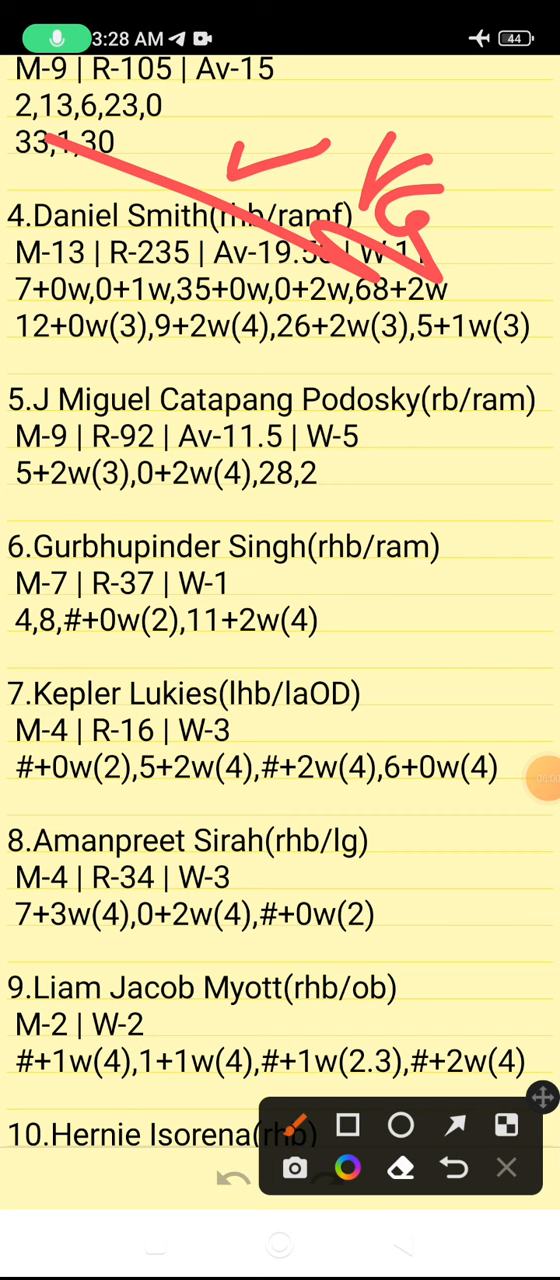 3:28 AM
44
M-9 | R-105 | Av-15
2,13,6,23,0
33,1,30
4.Daniel Smith(rhb/ramf)
M-13 | R-235 | Av-19.5 | W-11
7+0w,0+1w,35+0w,0+2w,68+2w
12+0w(3),9+2w(4),26+2w(3),5+1w(3)
5.J Miguel Catapang Podosky(rb/ram)
M-9 | R-92 | Av-11.5 | W-5
5+2w(3),0+2w(4),28,2
6.Gurbhupinder Singh(rhb/ram)
M-7 | R-37 | W-1
4,8,#+0w(2),11+2w(4)
7.Kepler Lukies(lhb/laOD)
M-4 | R-16 | W-3
#+0w(2),5+2w(4),#+2w(4),6+0w(4)
8.Amanpreet Sirah(rhb/lg)
M-4 | R-34 | W-3
7+3w(4),0+2w(4),#+0w(2)
9.Liam Jacob Myott(rhb/ob)
M-2 | W-2
#+1w(4),1+1w(4),#+1w(2.3),#+2w(4)
10.Hernie Isorena(rhb)